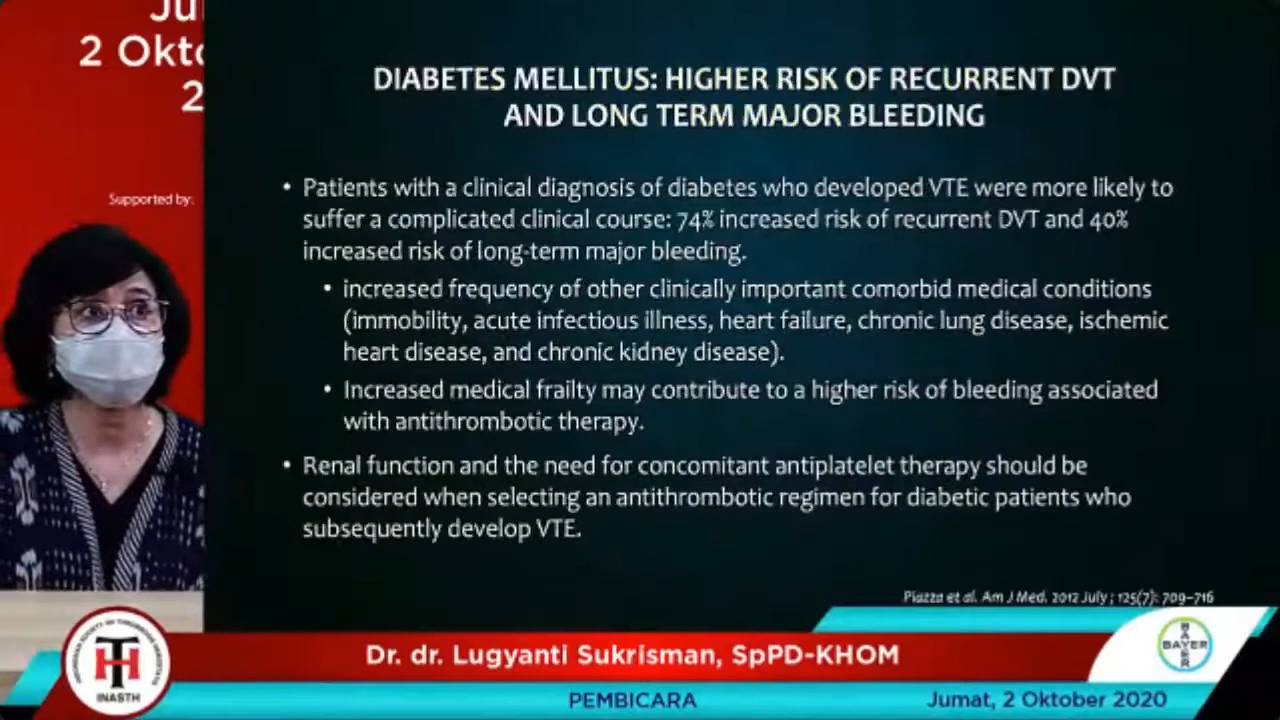 Ju
2 Okto
2
Supported by:
DIABETES MELLITUS: HIGHER RISK OF RECURRENT DVT
AND LONG TERM MAJOR BLEEDING
• Patients with a clinical diagnosis of diabetes who developed VTE were more likely to
suffer a complicated clinical course: 74% increased risk of recurrent DVT and 40%
increased risk of long-term major bleeding.
• increased frequency of other clinically important comorbid medical conditions
(immobility, acute infectious illness, heart failure, chronic lung disease, ischemic
heart disease, and chronic kidney disease).
• Increased medical frailty may contribute to a higher risk of bleeding associated
with antithrombotic therapy.
• Renal function and the need for concomitant antiplatelet therapy should be
considered when selecting an antithrombotic regimen for diabetic patients who
subsequently develop VTE.
Piazza et al. Am J Med. 2012 July ; 125(7): 709–716
TH
INASTH
Dr. dr. Lugyanti Sukrisman, SpPD-KHOM
BAYER
BAYER
PEMBICARA
Jumat, 2 Oktober 2020